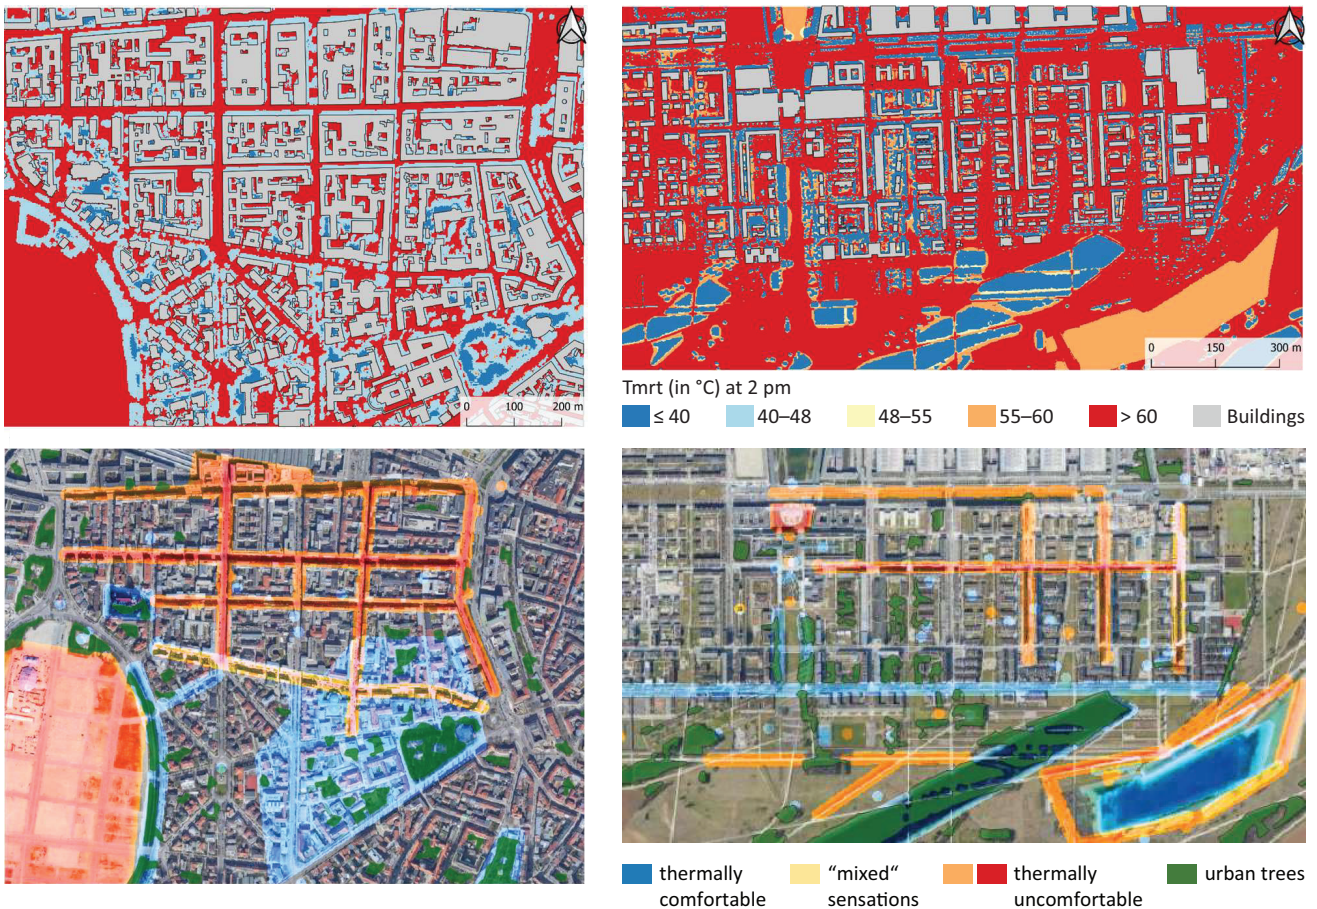 0 100 200 m
0 150 300 m
Tmrt (in °C) at 2 pm
≤ 40 40–48 48–55 55–60 > 60 Buildings
thermally comfortable
"mixed“ sensations
thermally uncomfortable
urban trees